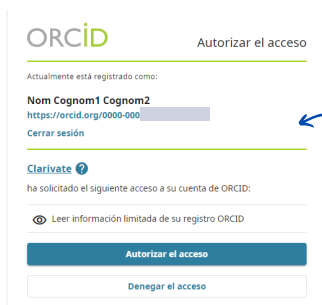 ORCiD
Autorizar el acceso
Actualmente está registrado como:
Nom Cognom1 Cognom2
https://orcid.org/0000-000
Cerrar sesión
Clarivate ?
ha solicitado el siguiente acceso a su cuenta de ORCID:
Leer información limitada de su registro ORCID
Autorizar el acceso
Denegar el acceso